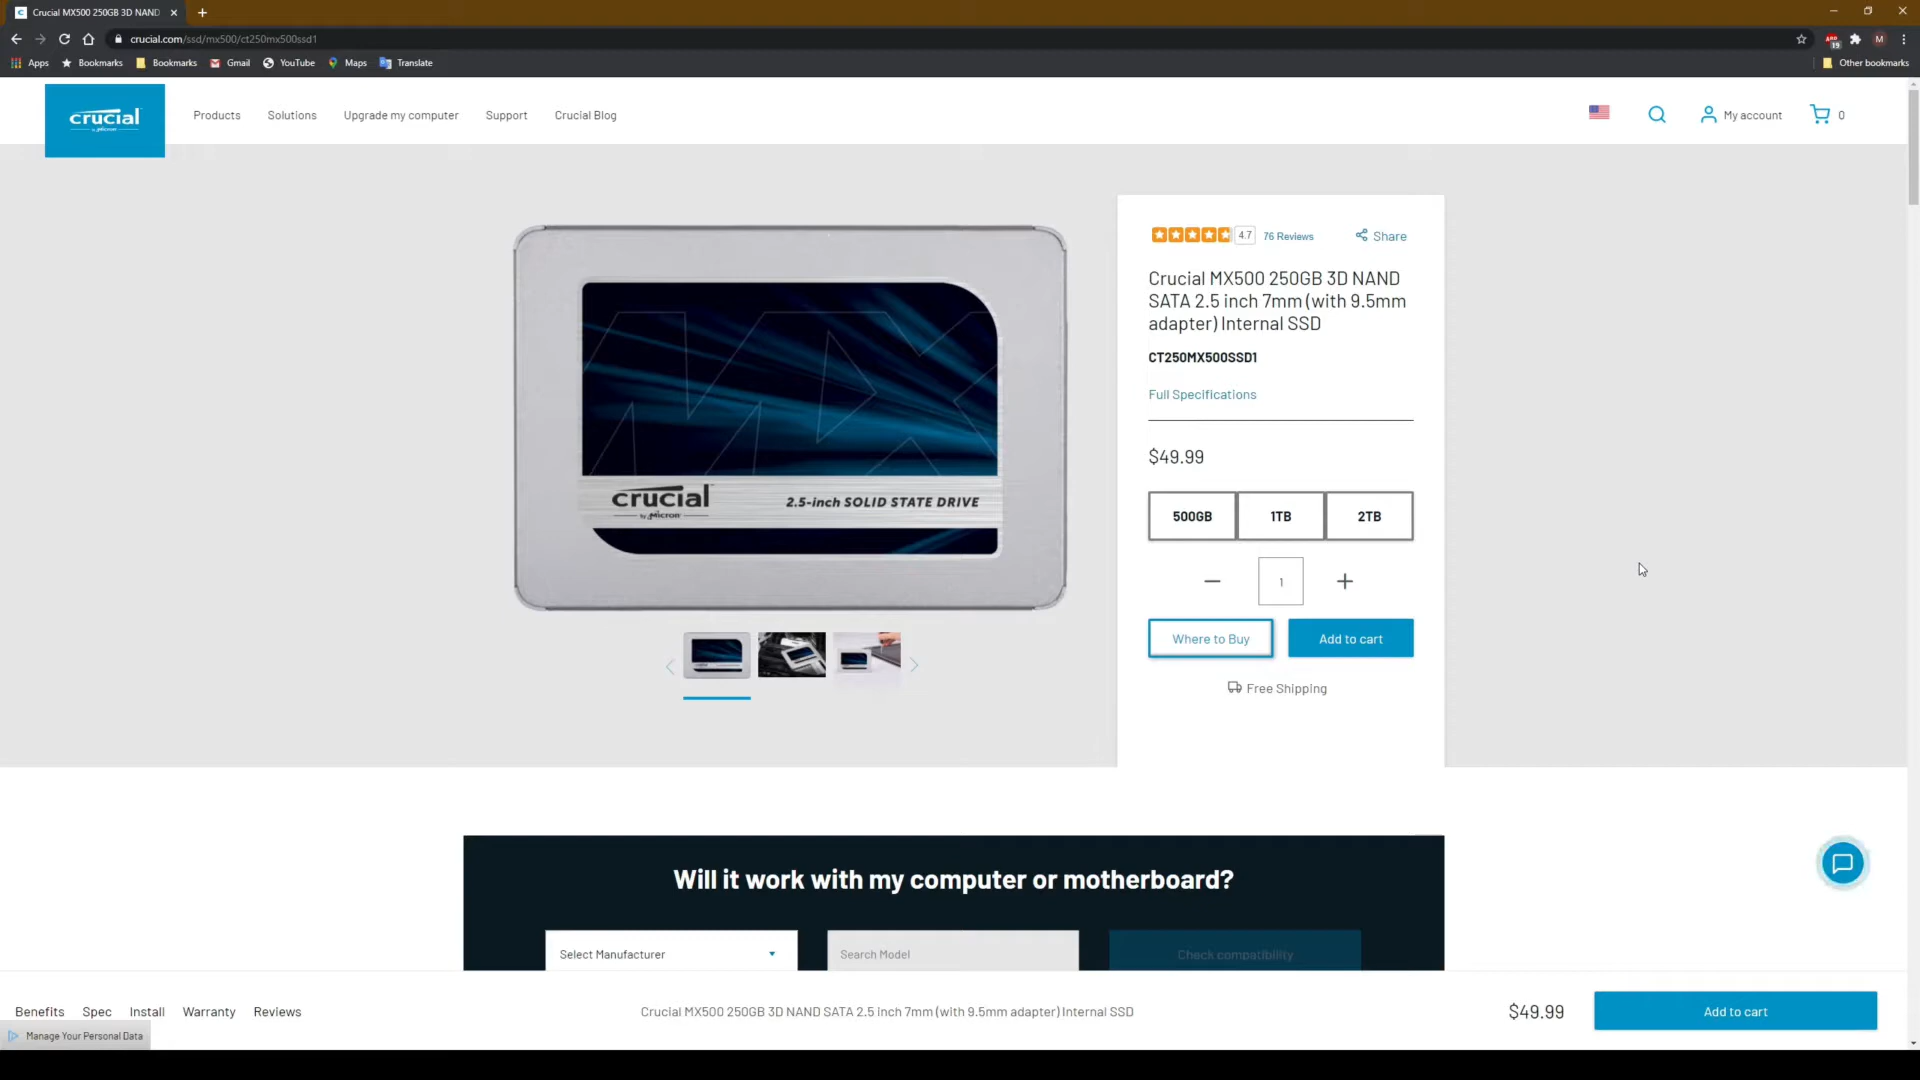 Crucial MX500 250GB 3D NAND
crucial.com/ssd/mx500/ct250mx500ssd1
19
M
Apps
Bookmarks
Bookmarks
Gmail
YouTube
Maps
Translate
Other bookmarks
crucial
by Micron
Products
Solutions
Upgrade my computer
Support
Crucial Blog
My account
0
4.7
76 Reviews
Share
Crucial MX500 250GB 3D NAND
SATA 2.5 inch 7mm (with 9.5mm
adapter) Internal SSD
CT250MX500SSD1
Full Specifications
$49.99
500GB
1TB
2TB
1
Where to Buy
Add to cart
Free Shipping
crucial
by Micron
2.5-inch SOLID STATE DRIVE
Will it work with my computer or motherboard?
Select Manufacturer
Search Model
Check compatibility
Benefits
Spec
Install
Warranty
Reviews
Crucial MX500 250GB 3D NAND SATA 2.5 inch 7mm (with 9.5mm adapter) Internal SSD
$49.99
Add to cart
Manage Your Personal Data